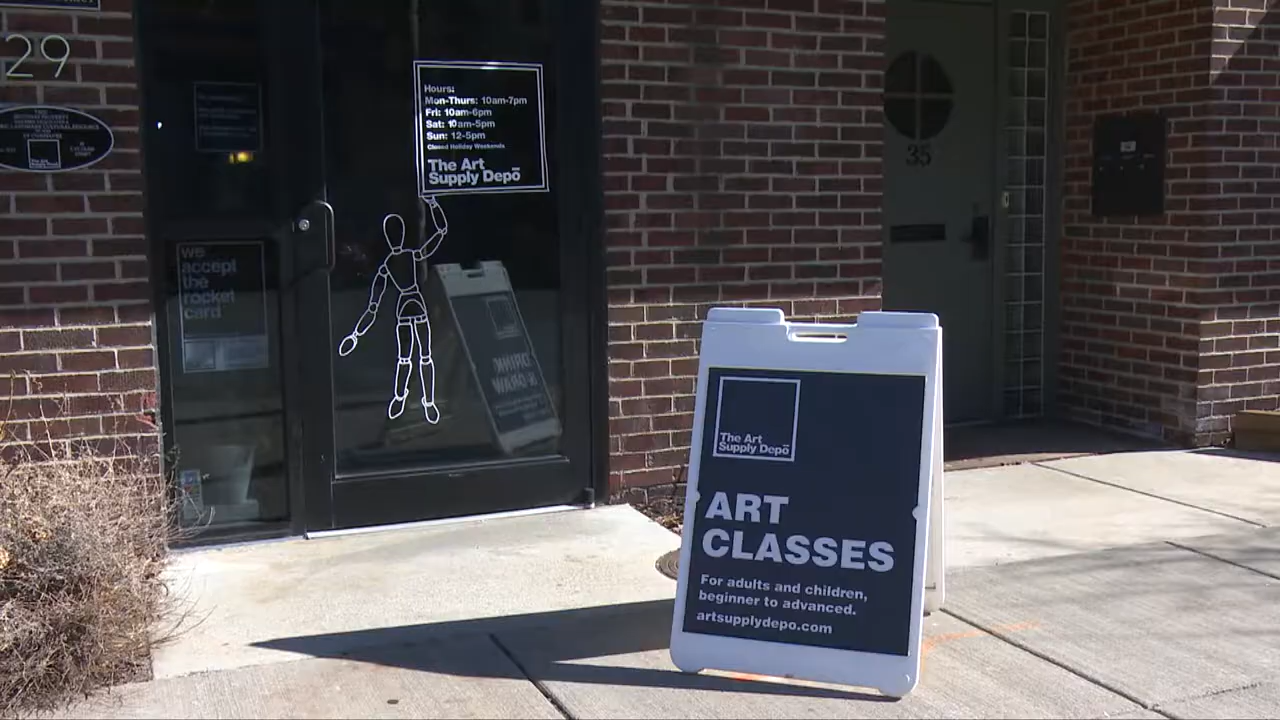 29
Hours:
Mon-Thurs: 10am-7pm
Fri: 10am-6pm
Sat: 10am-5pm
Sun: 12-5pm
Closed Holiday Weekends
The Art
Supply Depō
we
accept
the
rocket
card
35
The Art
Supply Depō
ART
CLASSES
For adults and children,
beginner to advanced.
artsupplydepo.com